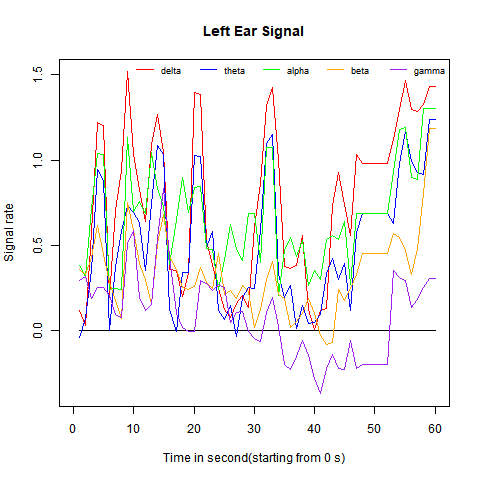 Left Ear Signal
delta theta alpha beta gamma
Signal rate
1.5
1.0
0.5
0.0
0 10 20 30 40 50 60
Time in second(starting from 0 s)